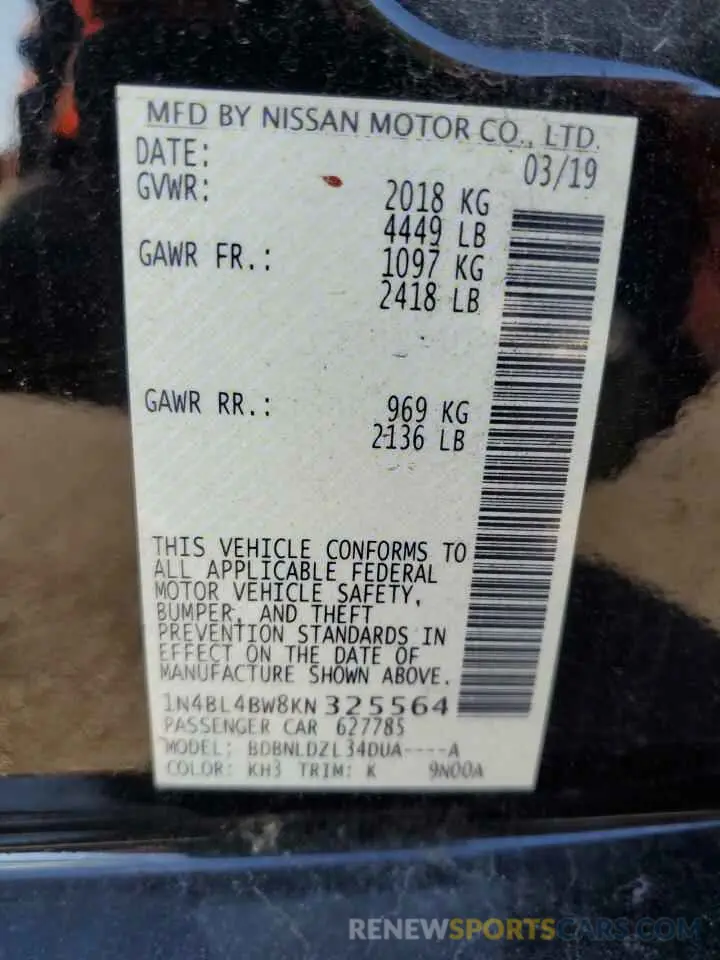 MFD BY NISSAN MOTOR CO., LTD.
DATE: 03/19
GVWR: 2018 KG
4449 LB
GAWR FR.: 1097 KG
2418 LB
GAWR RR.: 969 KG
2136 LB
THIS VEHICLE CONFORMS TO
ALL APPLICABLE FEDERAL
MOTOR VEHICLE SAFETY,
BUMPER, AND THEFT
PREVENTION STANDARDS IN
EFFECT ON THE DATE OF
MANUFACTURE SHOWN ABOVE.
1N4BL4BW8KN325564
PASSENGER CAR 627785
MODEL: BDBNLDZL34DUA----A
COLOR: KH3 TRIM: K 9N00A
RENEWSPORTSCARS.COM